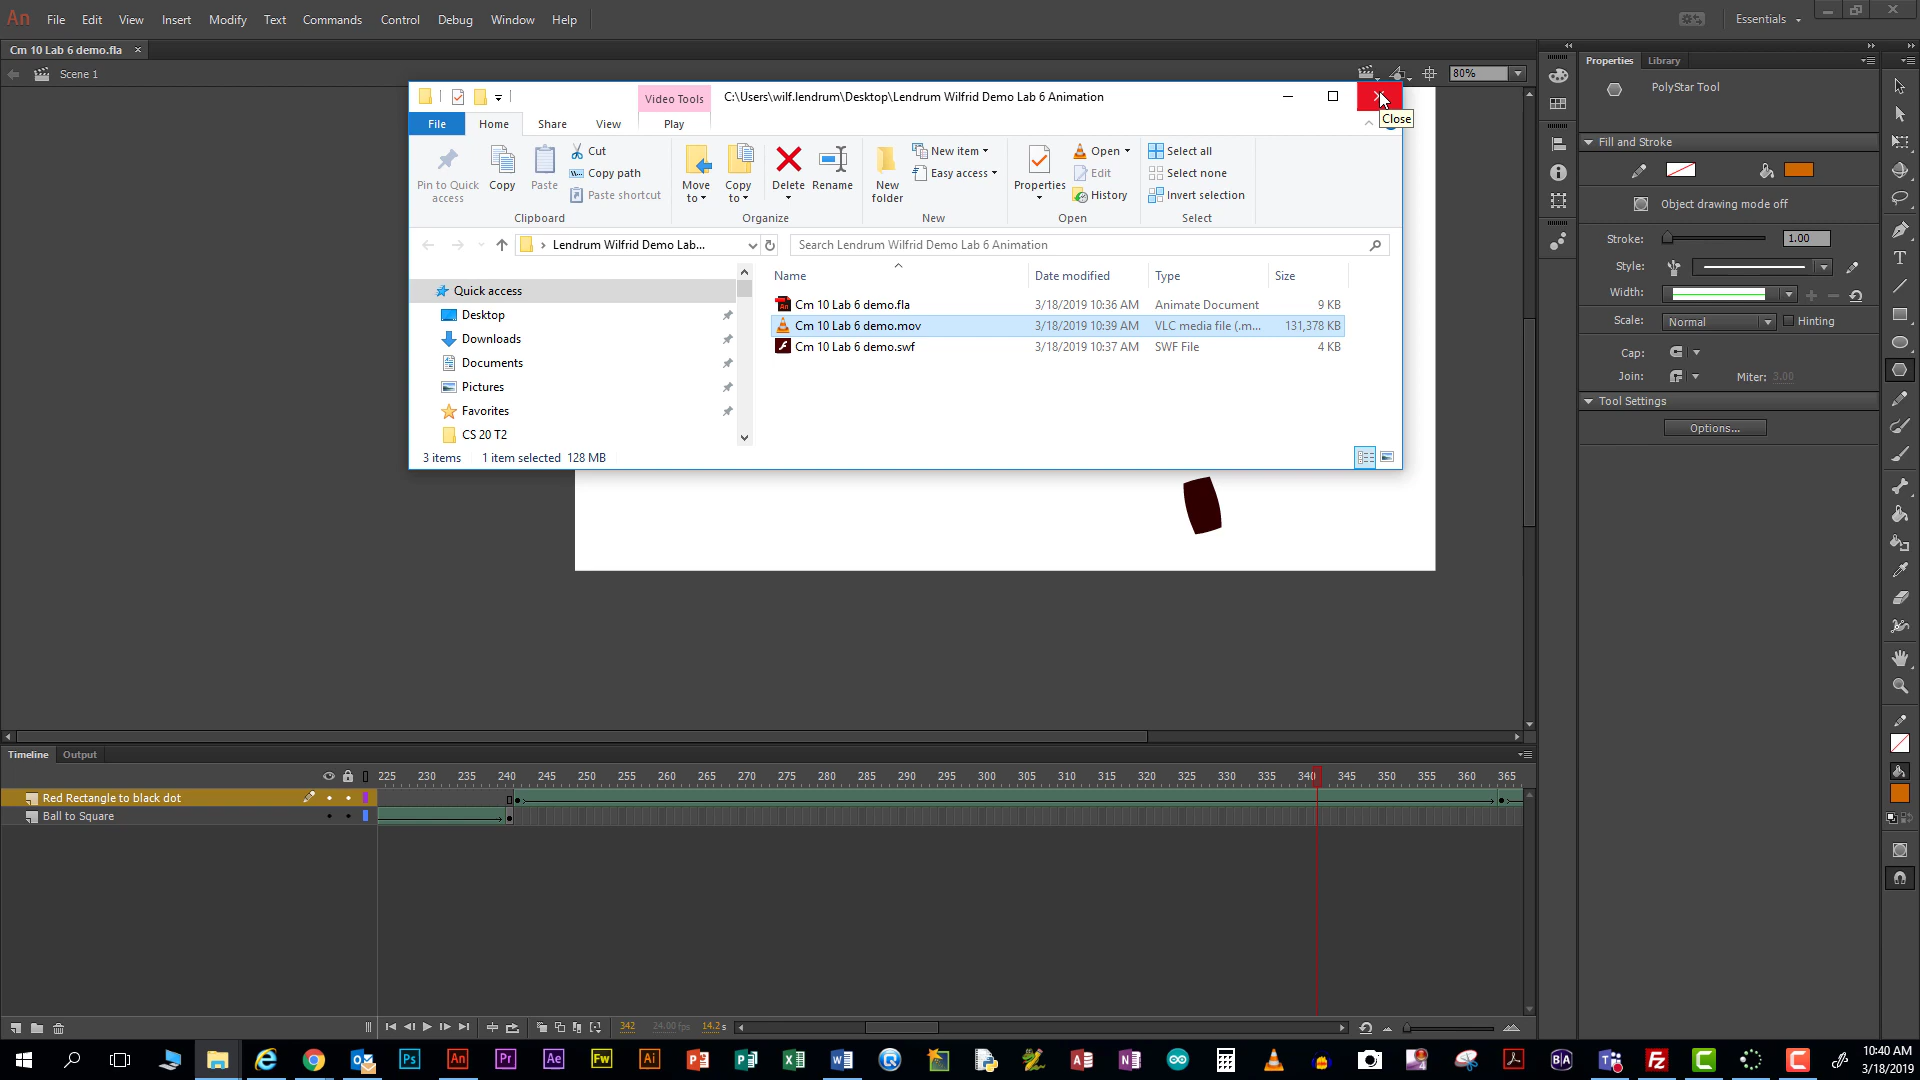 An File Edit View Insert Modify Text Commands Control Debug Window Help Essentials
Cm 10 Lab 6 demo.fla ×
Scene 1 80%
Video Tools C:\Users\wilf.lendrum\Desktop\Lendrum Wilfrid Demo Lab 6 Animation
Close
File Home Share View Play
Pin to Quick access
Copy
Paste
Cut
Copy path
Paste shortcut
Clipboard
Move to
Copy to
Delete
Rename
Organize
New folder
New item
Easy access
New
Properties
Open
Edit
History
Open
Select all
Select none
Invert selection
Select
Lendrum Wilfrid Demo Lab...
Search Lendrum Wilfrid Demo Lab 6 Animation
Quick access
Desktop
Downloads
Documents
Pictures
Favorites
CS 20 T2
Name Date modified Type Size
Cm 10 Lab 6 demo.fla 3/18/2019 10:36 AM Animate Document 9 KB
Cm 10 Lab 6 demo.mov 3/18/2019 10:39 AM VLC media file (.m... 131,378 KB
Cm 10 Lab 6 demo.swf 3/18/2019 10:37 AM SWF File 4 KB
3 items 1 item selected 128 MB
Properties Library
PolyStar Tool
Fill and Stroke
Object drawing mode off
Stroke: 1.00
Style:
Width:
Scale: Normal Hinting
Cap:
Join: Miter: 3.00
Tool Settings
Options...
Timeline Output
225 230 235 240 245 250 255 260 265 270 275 280 285 290 295 300 305 310 315 320 325 330 335 340 345 350 355 360 365
Red Rectangle to black dot
Ball to Square
342 24.00 fps 14.2 s
Ps An Pr Ae Fw Ai
10:40 AM
3/18/2019